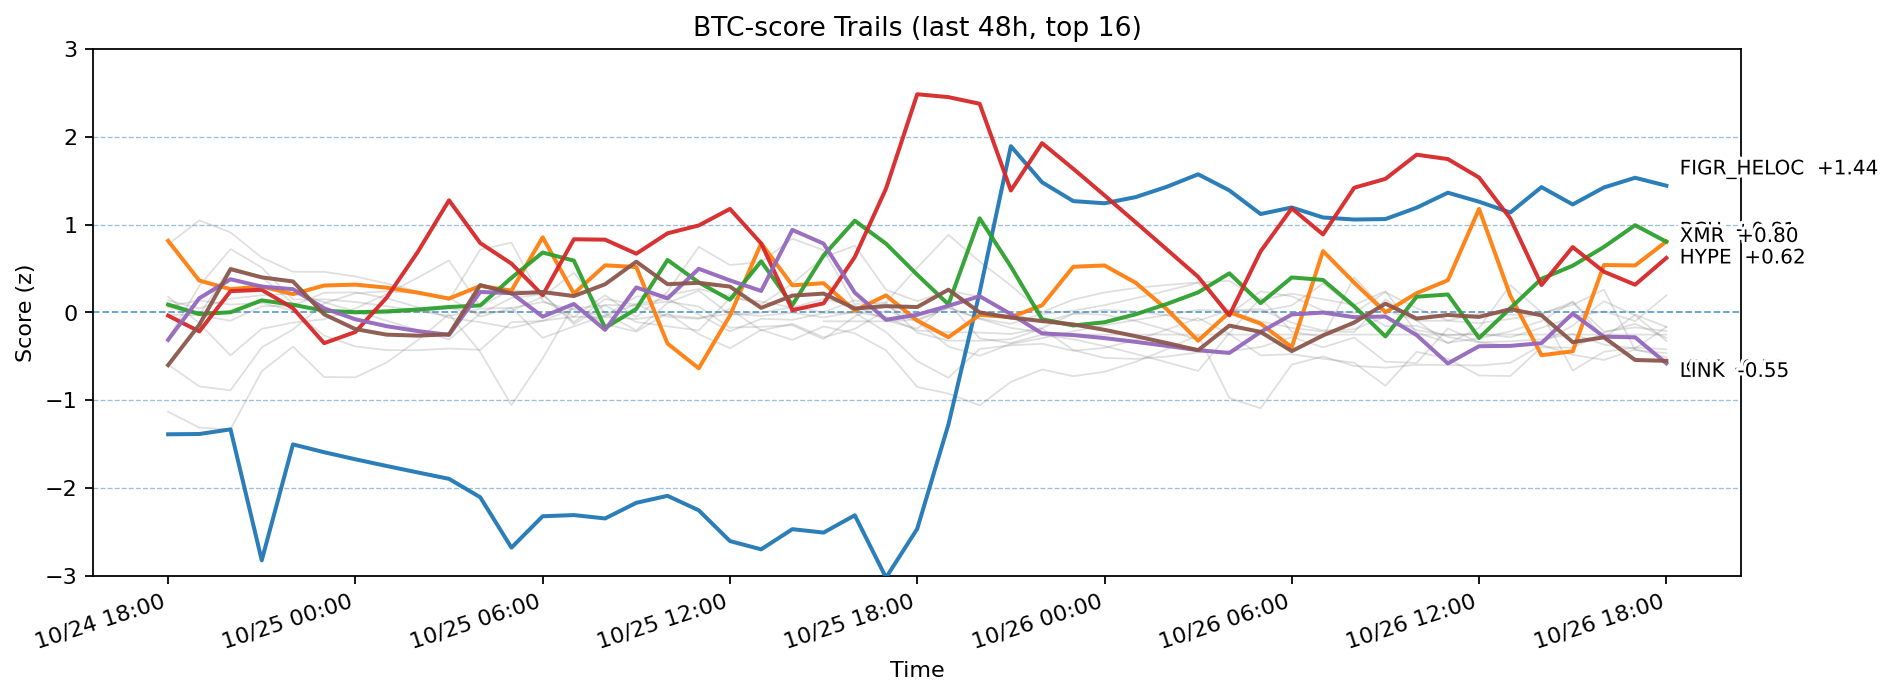 BTC-score Trails (last 48h, top 16)
Score (z)
3
2
1
0
−1
−2
−3
FIGR_HELOC +1.44
XMR +0.80
HYPE +0.62
LINK -0.55
10/24 18:00
10/25 00:00
10/25 06:00
10/25 12:00
10/25 18:00
10/26 00:00
10/26 06:00
10/26 12:00
10/26 18:00
Time